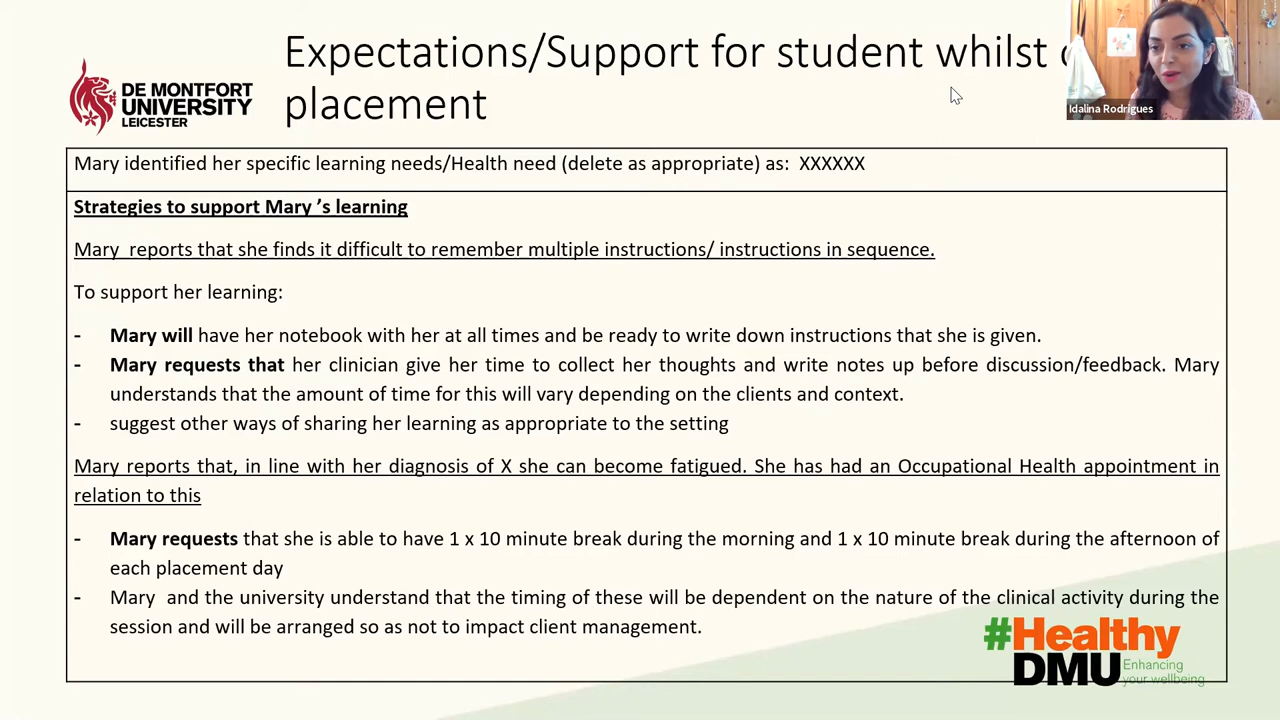 Expectations/Support for student whilst
placement
DE MONTFORT
UNIVERSITY
LEICESTER
Idalina Rodrigues
Mary identified her specific learning needs/Health need (delete as appropriate) as:  XXXXXX
Strategies to support Mary ’s learning
Mary  reports that she finds it difficult to remember multiple instructions/ instructions in sequence.
To support her learning:
- Mary will have her notebook with her at all times and be ready to write down instructions that she is given.
- Mary requests that her clinician give her time to collect her thoughts and write notes up before discussion/feedback. Mary
understands that the amount of time for this will vary depending on the clients and context.
- suggest other ways of sharing her learning as appropriate to the setting
Mary reports that, in line with her diagnosis of X she can become fatigued. She has had an Occupational Health appointment in
relation to this
- Mary requests that she is able to have 1 x 10 minute break during the morning and 1 x 10 minute break during the afternoon of
each placement day
- Mary  and the university understand that the timing of these will be dependent on the nature of the clinical activity during the
session and will be arranged so as not to impact client management.
#Healthy
DMU Enhancing
your wellbeing